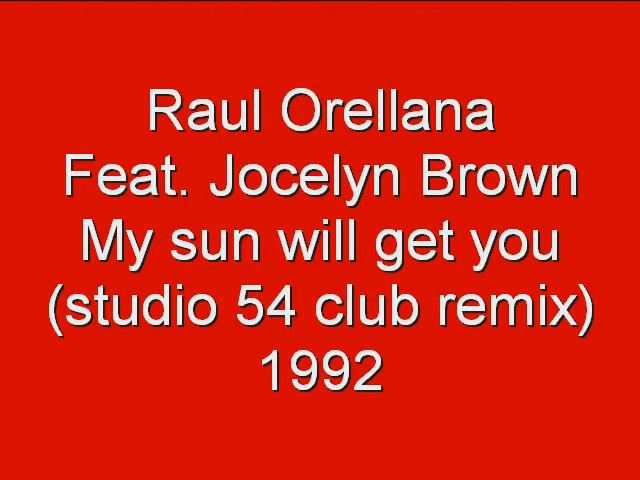 Raul Orellana
Feat. Jocelyn Brown
My sun will get you
(studio 54 club remix)
1992